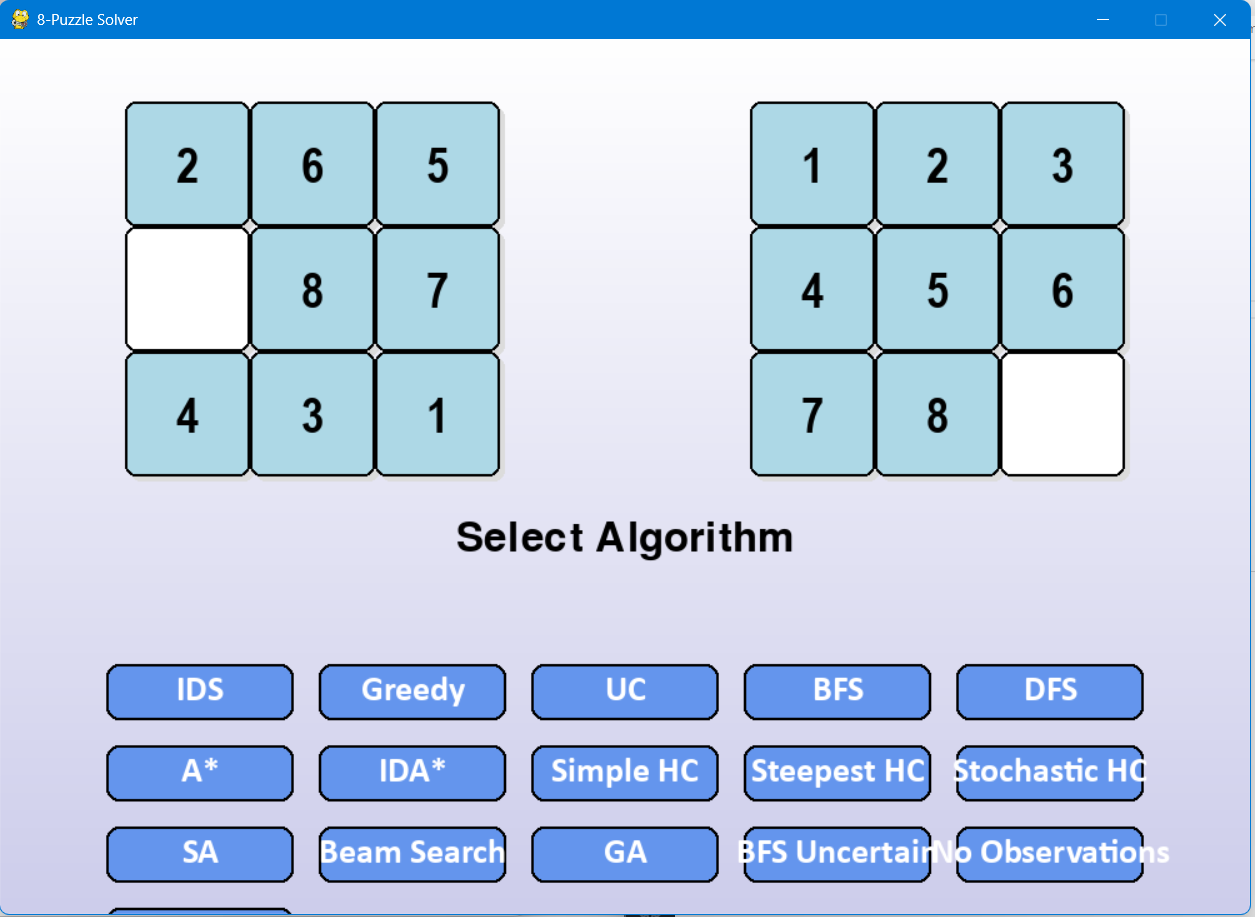 8-Puzzle Solver
2 6 5 1 2 3
8 7 4 5 6
4 3 1 7 8
Select Algorithm
IDS Greedy UC BFS DFS
A* IDA* Simple HC Steepest HC Stochastic HC
SA Beam Search GA BFS Uncertain No Observations